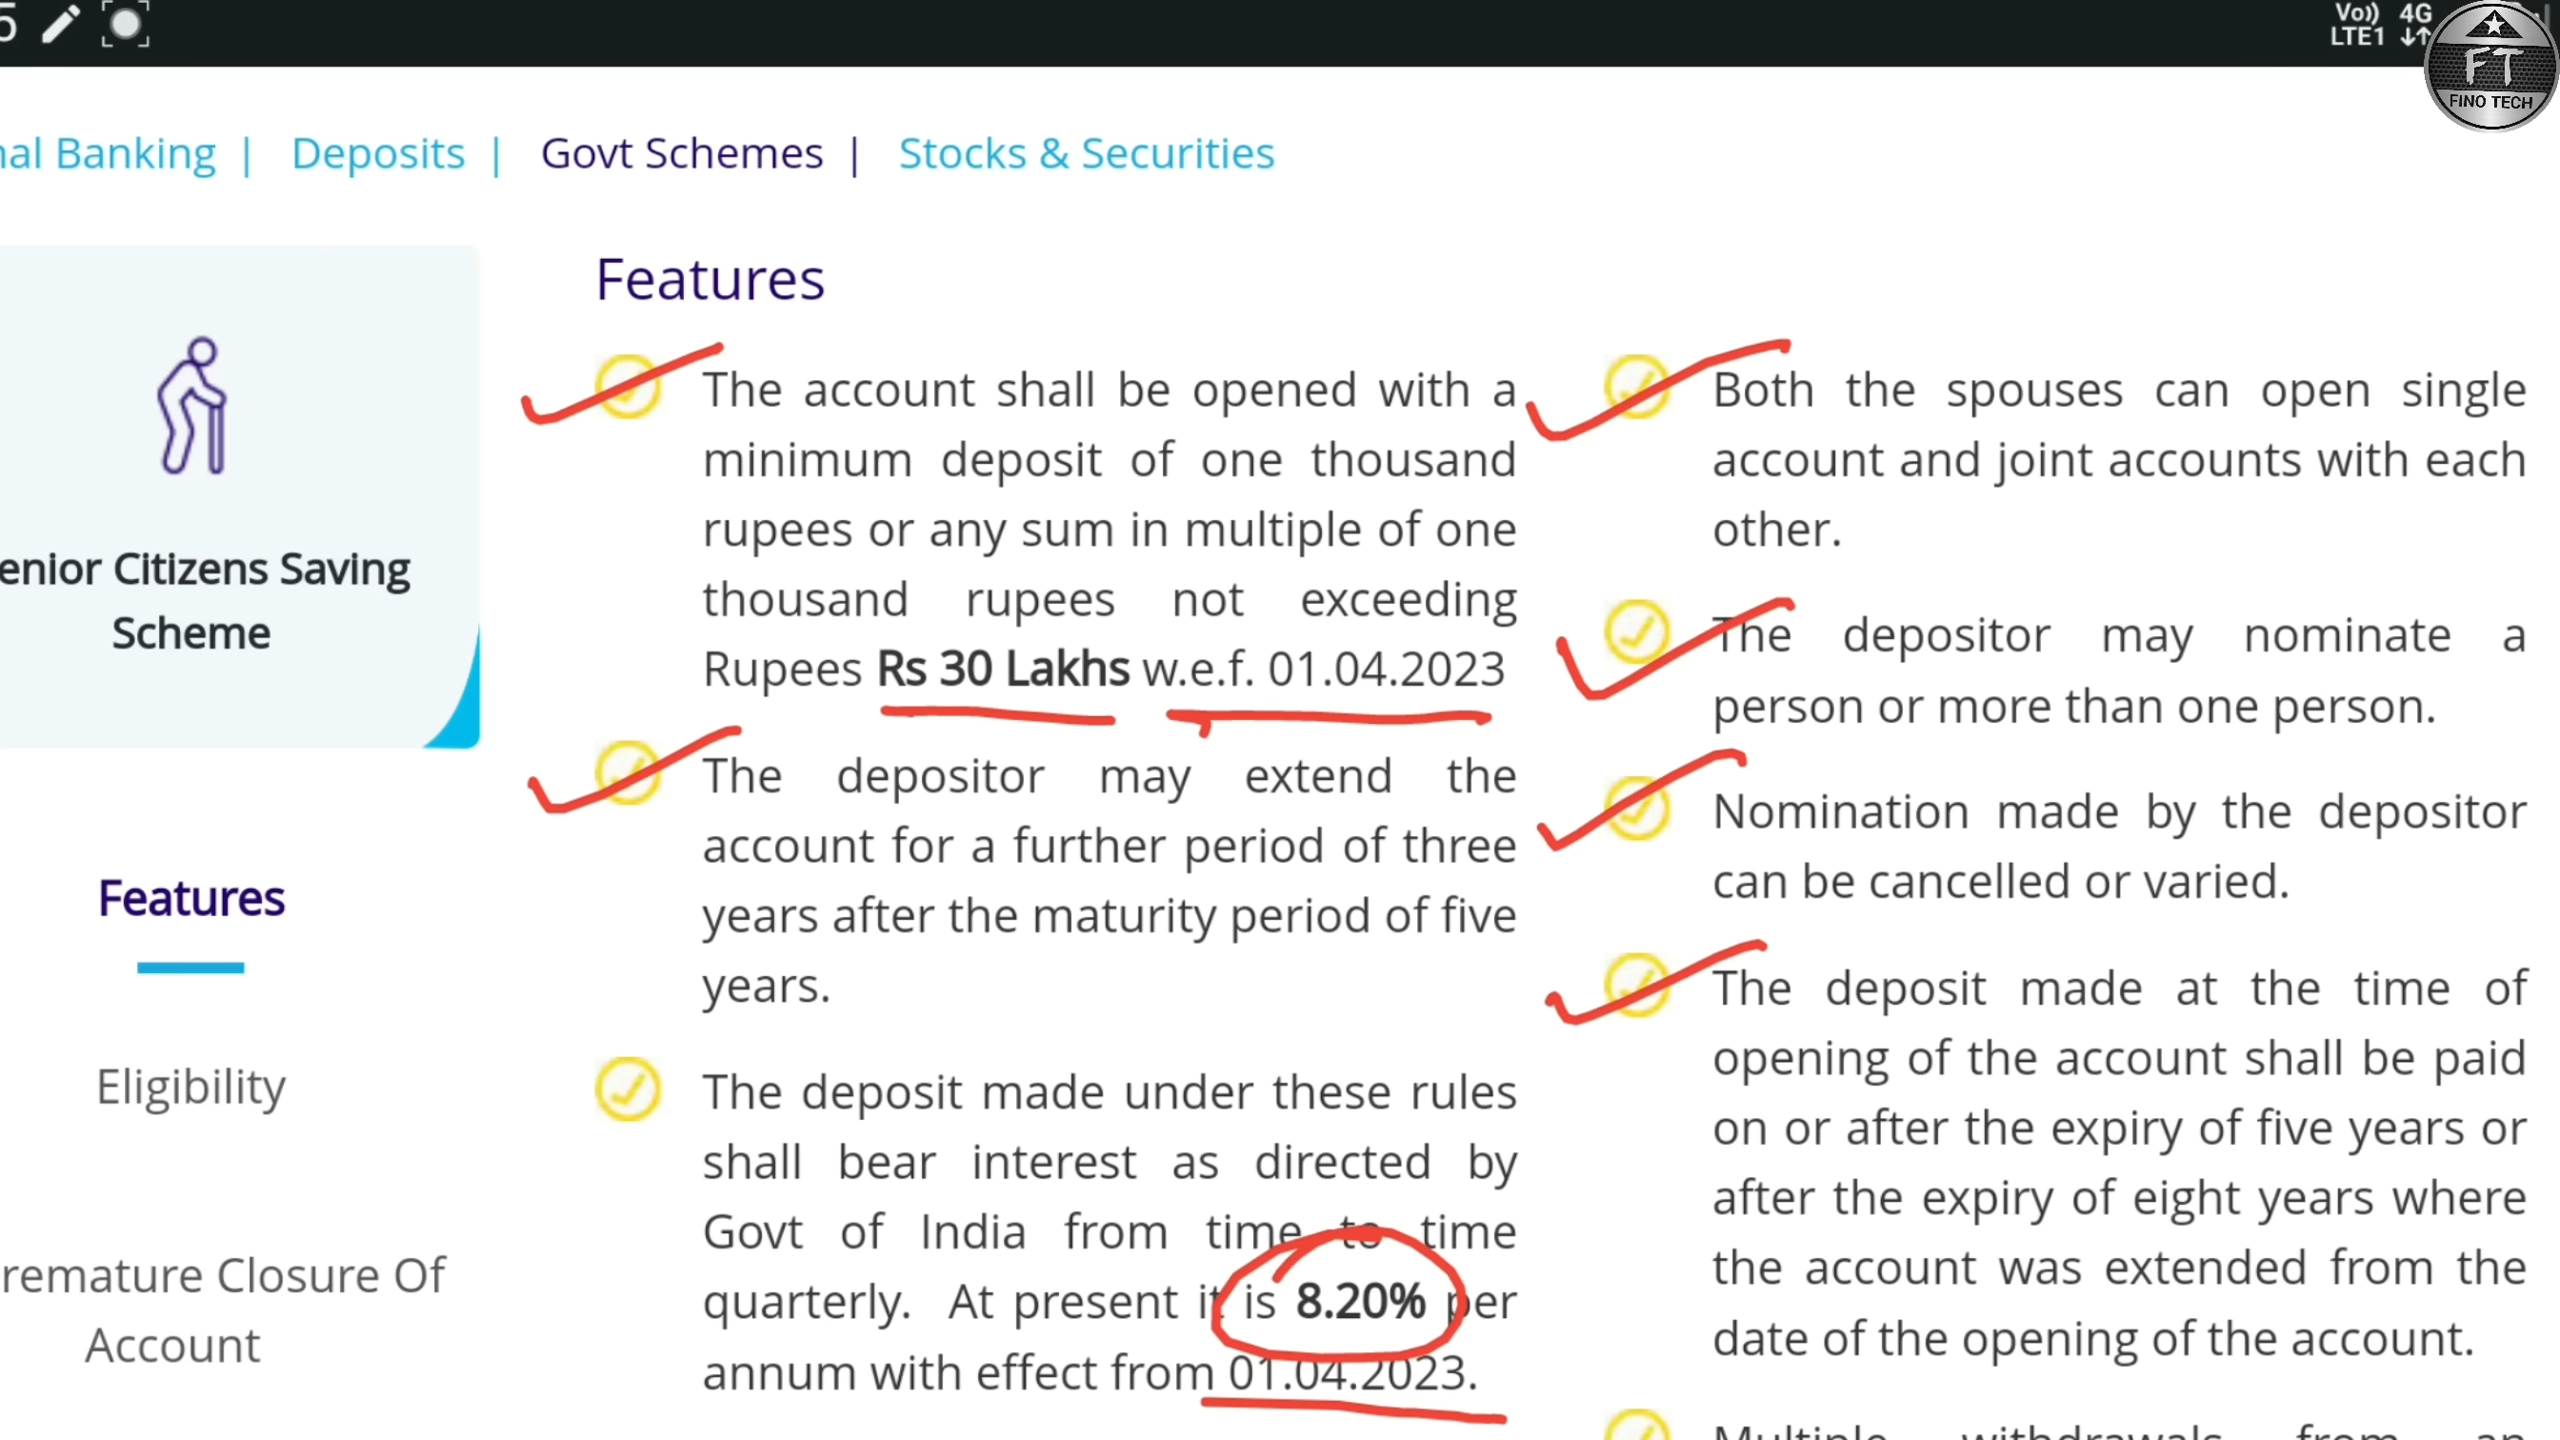 5
Vo)) 4G
LTE1
FT
FINO TECH
nal Banking | Deposits | Govt Schemes | Stocks & Securities
enior Citizens Saving
Scheme
Features
Eligibility
remature Closure Of
Account
Features
The account shall be opened with a
minimum deposit of one thousand
rupees or any sum in multiple of one
thousand rupees not exceeding
Rupees Rs 30 Lakhs w.e.f. 01.04.2023
The depositor may extend the
account for a further period of three
years after the maturity period of five
years.
The deposit made under these rules
shall bear interest as directed by
Govt of India from time to time
quarterly. At present it is 8.20% per
annum with effect from 01.04.2023.
Both the spouses can open single
account and joint accounts with each
other.
The depositor may nominate a
person or more than one person.
Nomination made by the depositor
can be cancelled or varied.
The deposit made at the time of
opening of the account shall be paid
on or after the expiry of five years or
after the expiry of eight years where
the account was extended from the
date of the opening of the account.
Multiple withdrawals from an